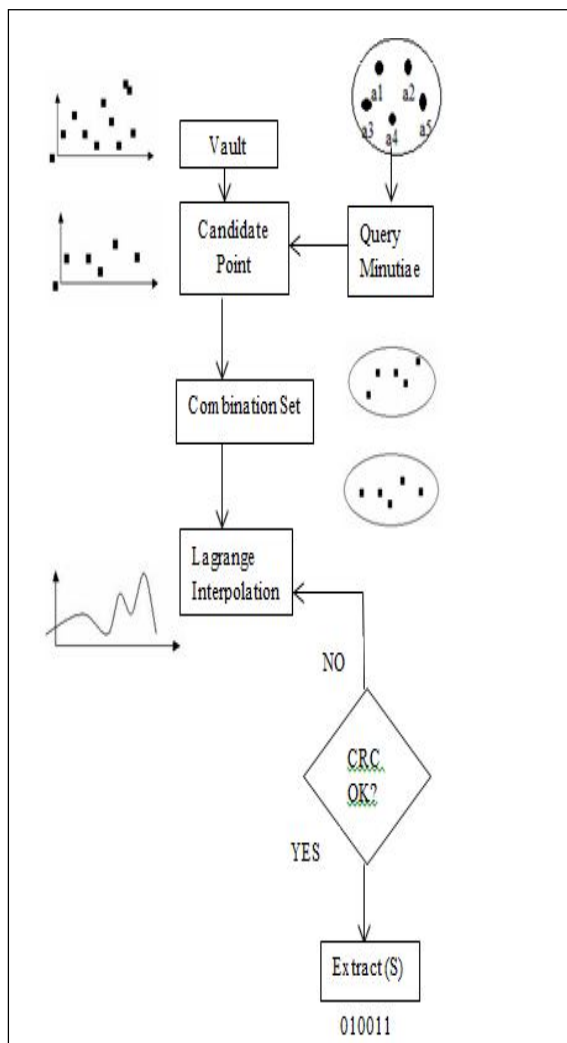 a1 a2
a3 a4 a5
Vault
Candidate
Point
Query
Minutiae
Combination Set
Lagrange
Interpolation
NO
CRC
OK?
YES
Extract (S)
010011